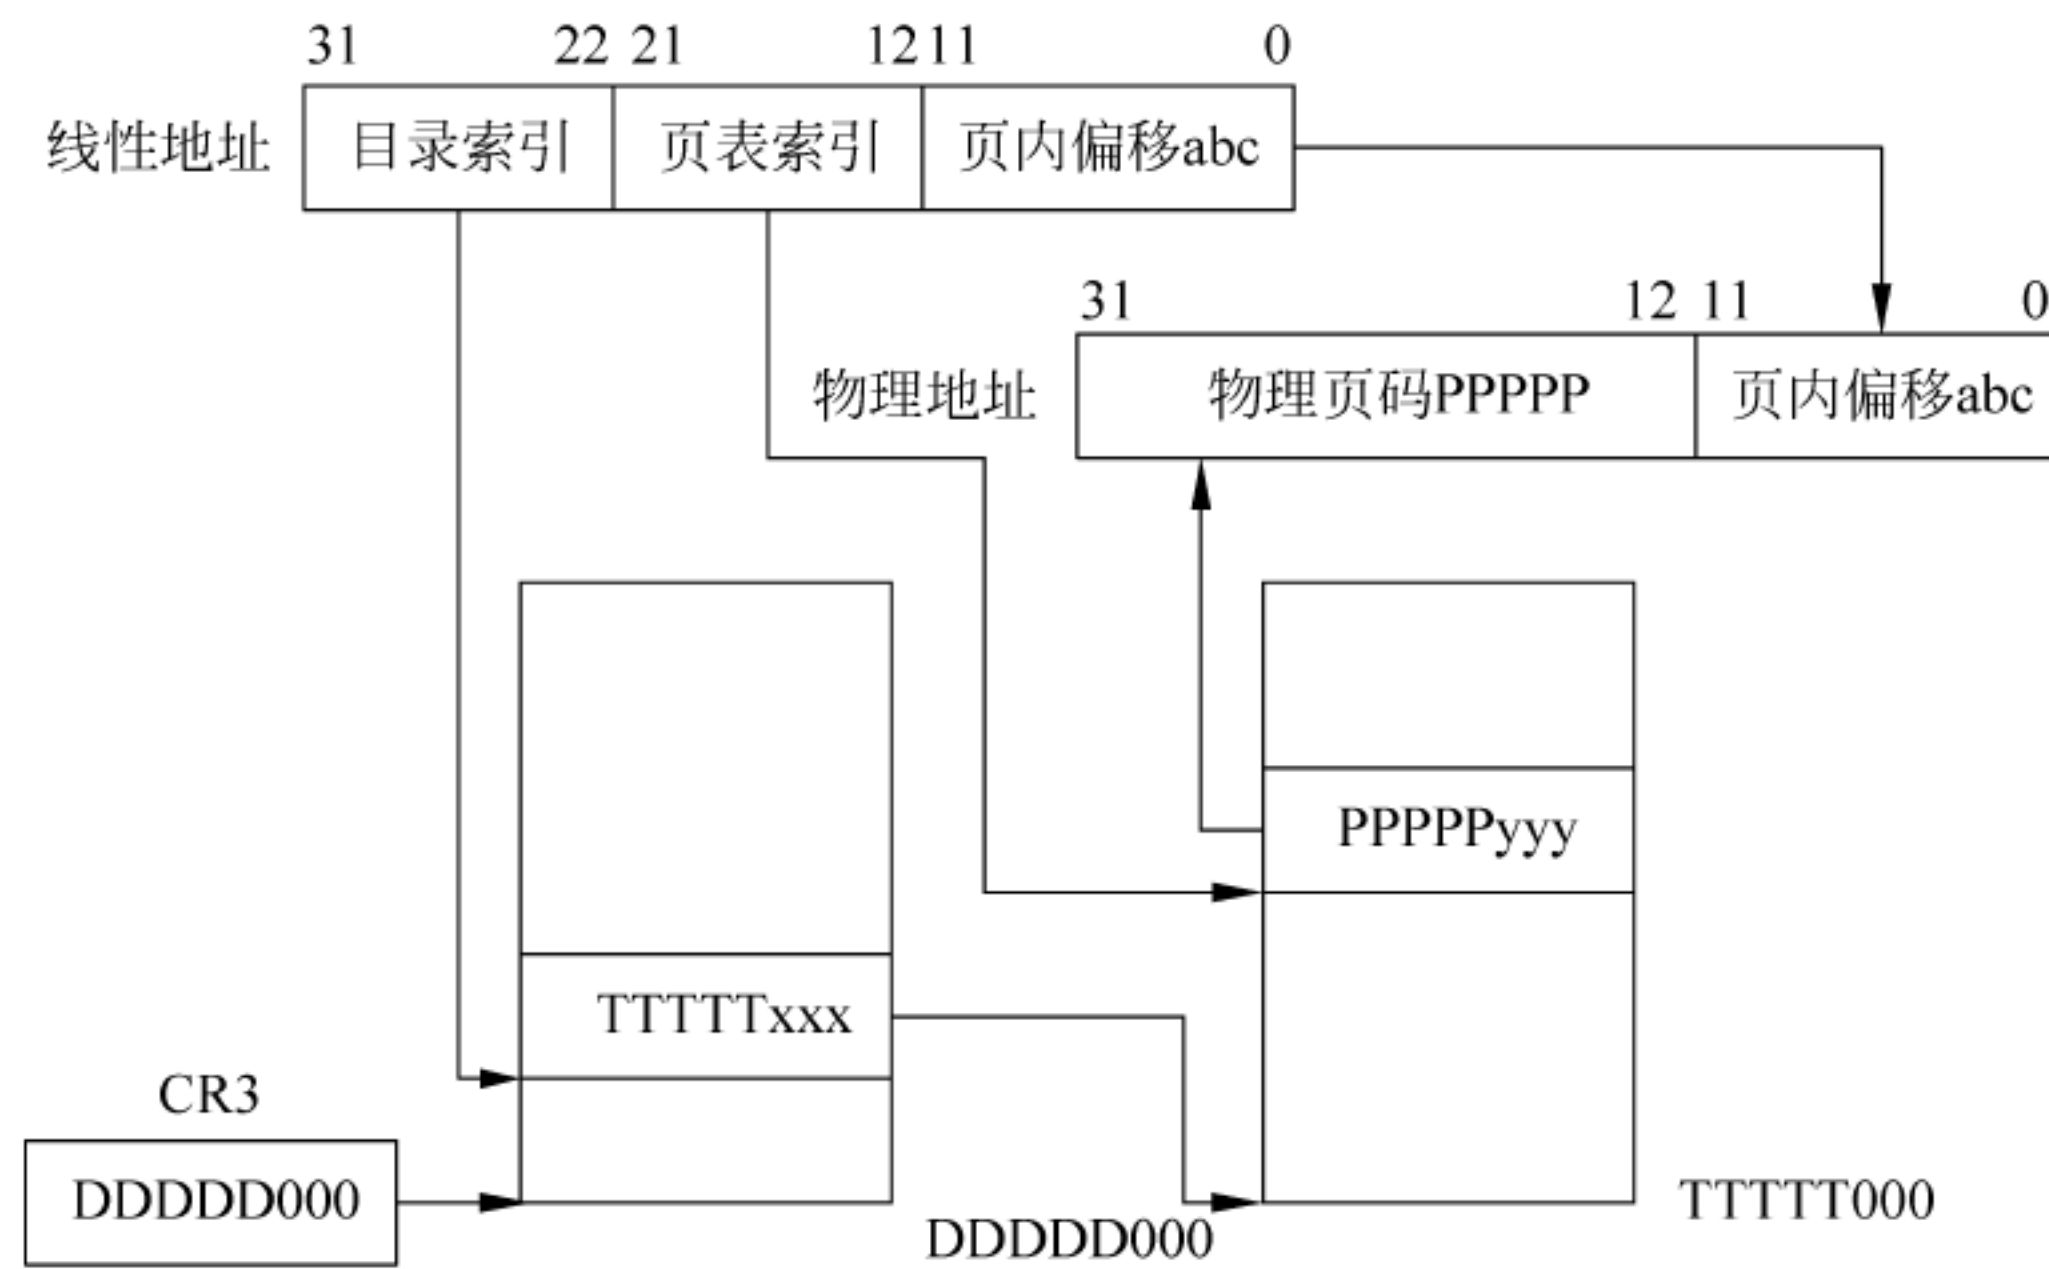 31 22 21 12 11 0
线性地址 目录索引 页表索引 页内偏移abc
31 12 11 0
物理地址 物理页码PPPPP 页内偏移abc
PPPPPyyy
TTTTTxxx
CR3
DDDDD000
TTTTT000
DDDDD000